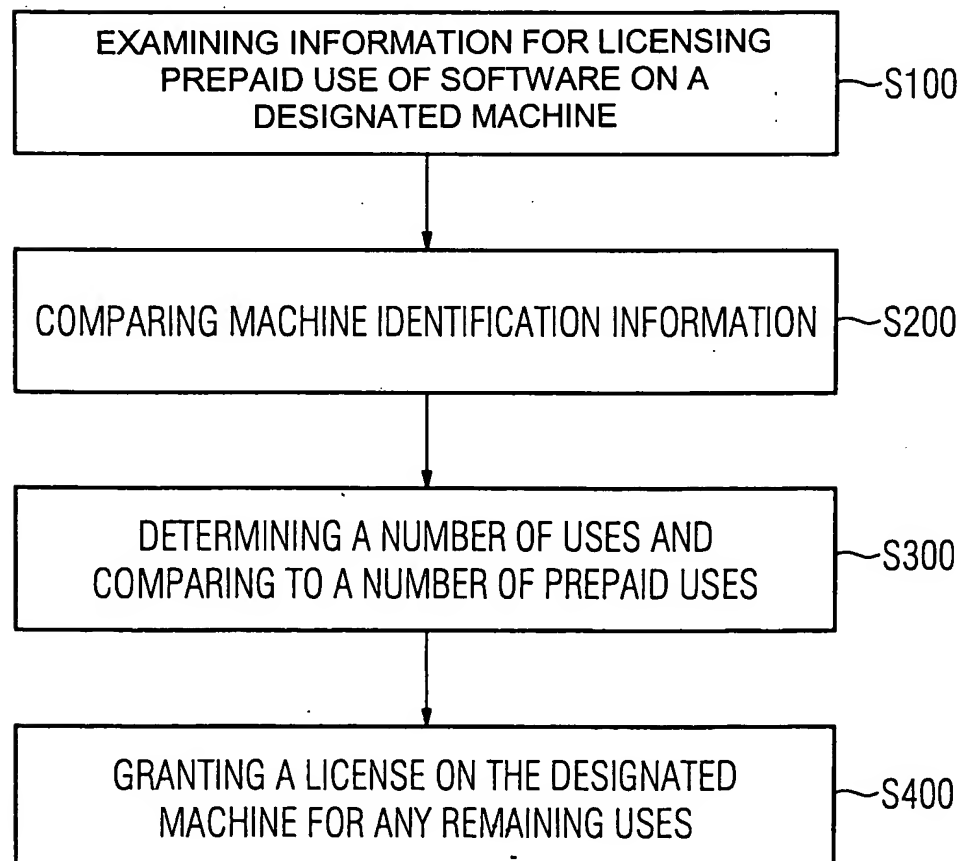 EXAMINING INFORMATION FOR LICENSING
PREPAID USE OF SOFTWARE ON A
DESIGNATED MACHINE
S100
COMPARING MACHINE IDENTIFICATION INFORMATION
S200
DETERMINING A NUMBER OF USES AND
COMPARING TO A NUMBER OF PREPAID USES
S300
GRANTING A LICENSE ON THE DESIGNATED
MACHINE FOR ANY REMAINING USES
S400